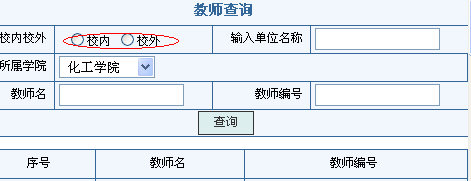 教师查询
校内校外 校内 校外 输入单位名称
所属学院 化工学院
教师名 教师编号
查询
序号 教师名 教师编号